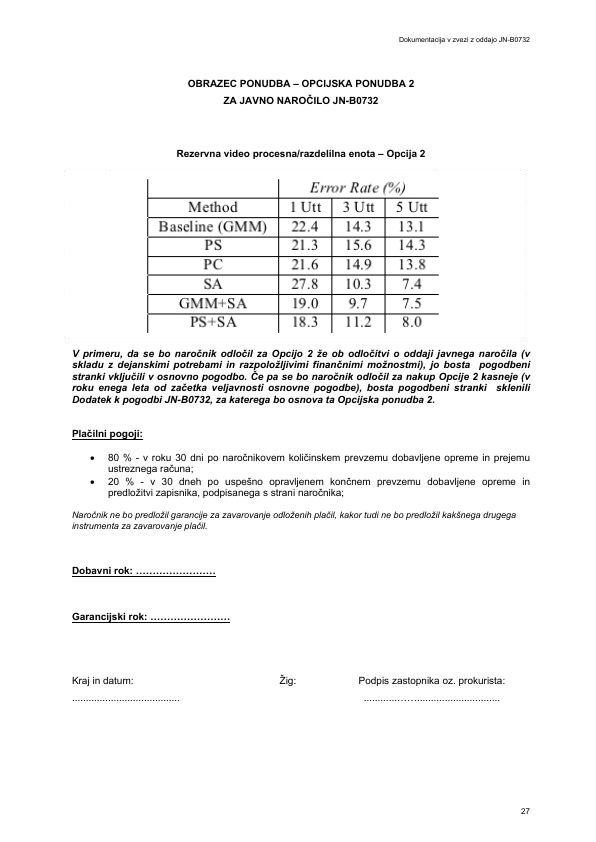 Dokumentacija v zvezi z oddajo JN-B0732
OBRAZEC PONUDBA – OPCIJSKA PONUDBA 2
ZA JAVNO NAROČILO JN-B0732
Rezervna video procesna/razdelilna enota – Opcija 2
Error Rate (%)
Method 1 Utt 3 Utt 5 Utt
Baseline (GMM) 22.4 14.3 13.1
PS 21.3 15.6 14.3
PC 21.6 14.9 13.8
SA 27.8 10.3 7.4
GMM+SA 19.0 9.7 7.5
PS+SA 18.3 11.2 8.0
V primeru, da se bo naročnik odločil za Opcijo 2 že ob odločitvi o oddaji javnega naročila (v
skladu z dejanskimi potrebami in razpoložljivimi finančnimi možnostmi), jo bosta pogodbeni
stranki vključili v osnovno pogodbo. Če pa se bo naročnik odločil za nakup Opcije 2 kasneje (v
roku enega leta od začetka veljavnosti osnovne pogodbe), bosta pogodbeni stranki sklenili
Dodatek k pogodbi JN-B0732, za katerega bo osnova ta Opcijska ponudba 2.
Plačilni pogoji:
• 80 % - v roku 30 dni po naročnikovem količinskem prevzemu dobavljene opreme in prejemu
ustreznega računa;
• 20 % - v 30 dneh po uspešno opravljenem končnem prevzemu dobavljene opreme in
predložitvi zapisnika, podpisanega s strani naročnika;
Naročnik ne bo predložil garancije za zavarovanje odloženih plačil, kakor tudi ne bo predložil kakšnega drugega
instrumenta za zavarovanje plačil.
Dobavni rok: ……………………
Garancijski rok: ……………………
Kraj in datum: Žig: Podpis zastopnika oz. prokurista:
....................................... .................................................
27